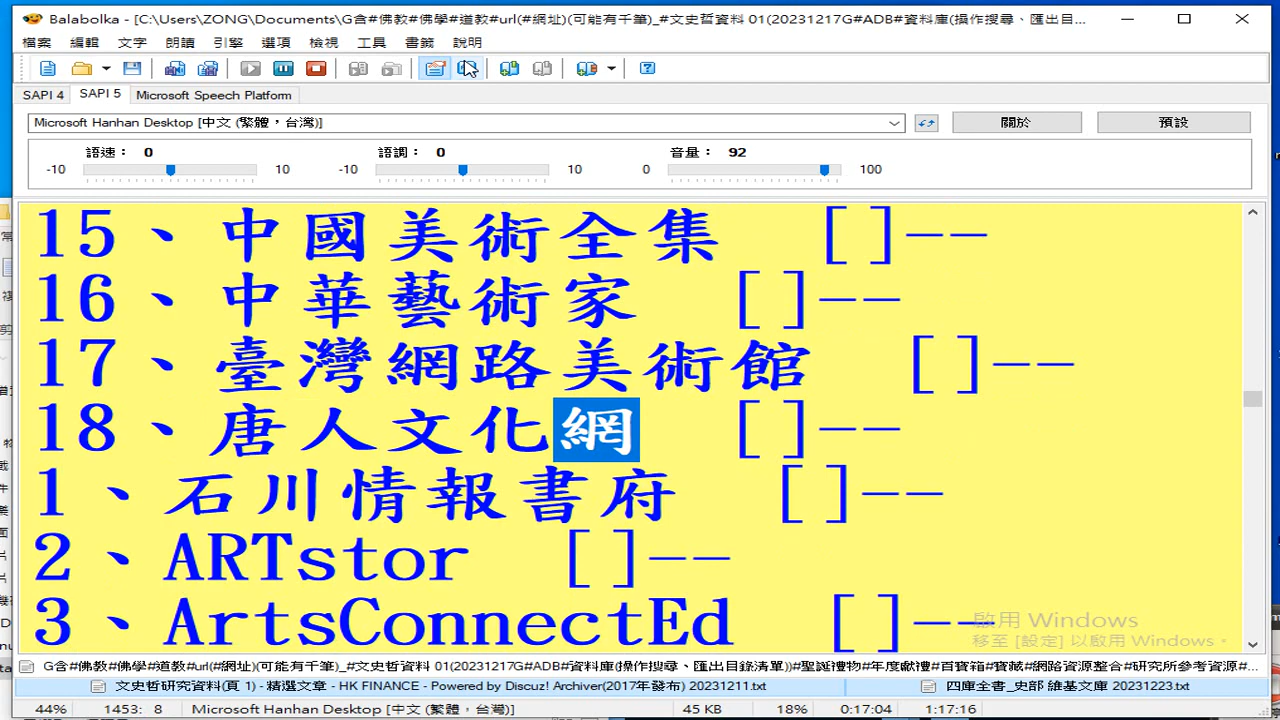 Balabolka - [C:\Users\ZONG\Documents\G含#佛教#佛學#道教#url(#網址)(可能有千筆)_#文史哲資料 01(20231217G#ADB#資料庫(操作搜尋、匯出目...
檔案 編輯 文字 朗讀 引擎 選項 檢視 工具 書籤 說明
SAPI 4 SAPI 5 Microsoft Speech Platform
Microsoft Hanhan Desktop [中文 (繁體，台灣)] 關於 預設
語速： 0 語調： 0 音量： 92
-10 10 -10 10 0 100
15、中國美術全集 []--
16、中華藝術家 []--
17、臺灣網路美術館 []--
18、唐人文化網 []--
1、石川情報書府 []--
2、ARTstor []--
3、ArtsConnectEd []--
啟用 Windows
移至 [設定] 以啟用 Windows。
G含#佛教#佛學#道教#url(#網址)(可能有千筆)_#文史哲資料 01(20231217G#ADB#資料庫(操作搜尋、匯出目錄清單))#聖誕禮物#年度獻禮#百寶箱#寶藏#網路資源整合#研究所參考資源#...
文史哲研究資料(頁 1) - 精選文章 - HK FINANCE - Powered by Discuz! Archiver(2017年發布) 20231211.txt 四庫全書_史部 維基文庫 20231223.txt
44% 1453: 8 Microsoft Hanhan Desktop [中文 (繁體，台灣)] 45 KB 18% 0:17:04 1:17:16